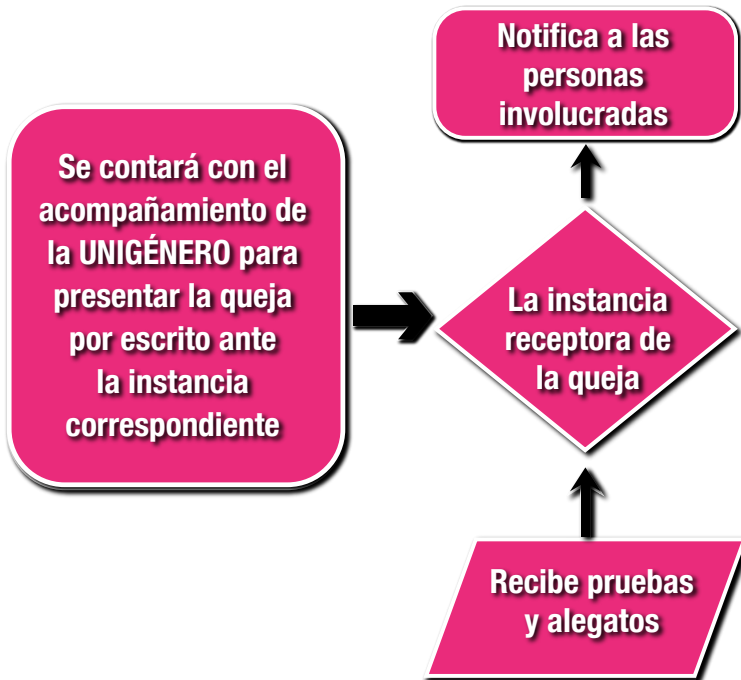 Se contará con el
acompañamiento de
la UNIGÉNERO para
presentar la queja
por escrito ante
la instancia
correspondiente
Notifica a las
personas
involucradas
La instancia
receptora de
la queja
Recibe pruebas
y alegatos